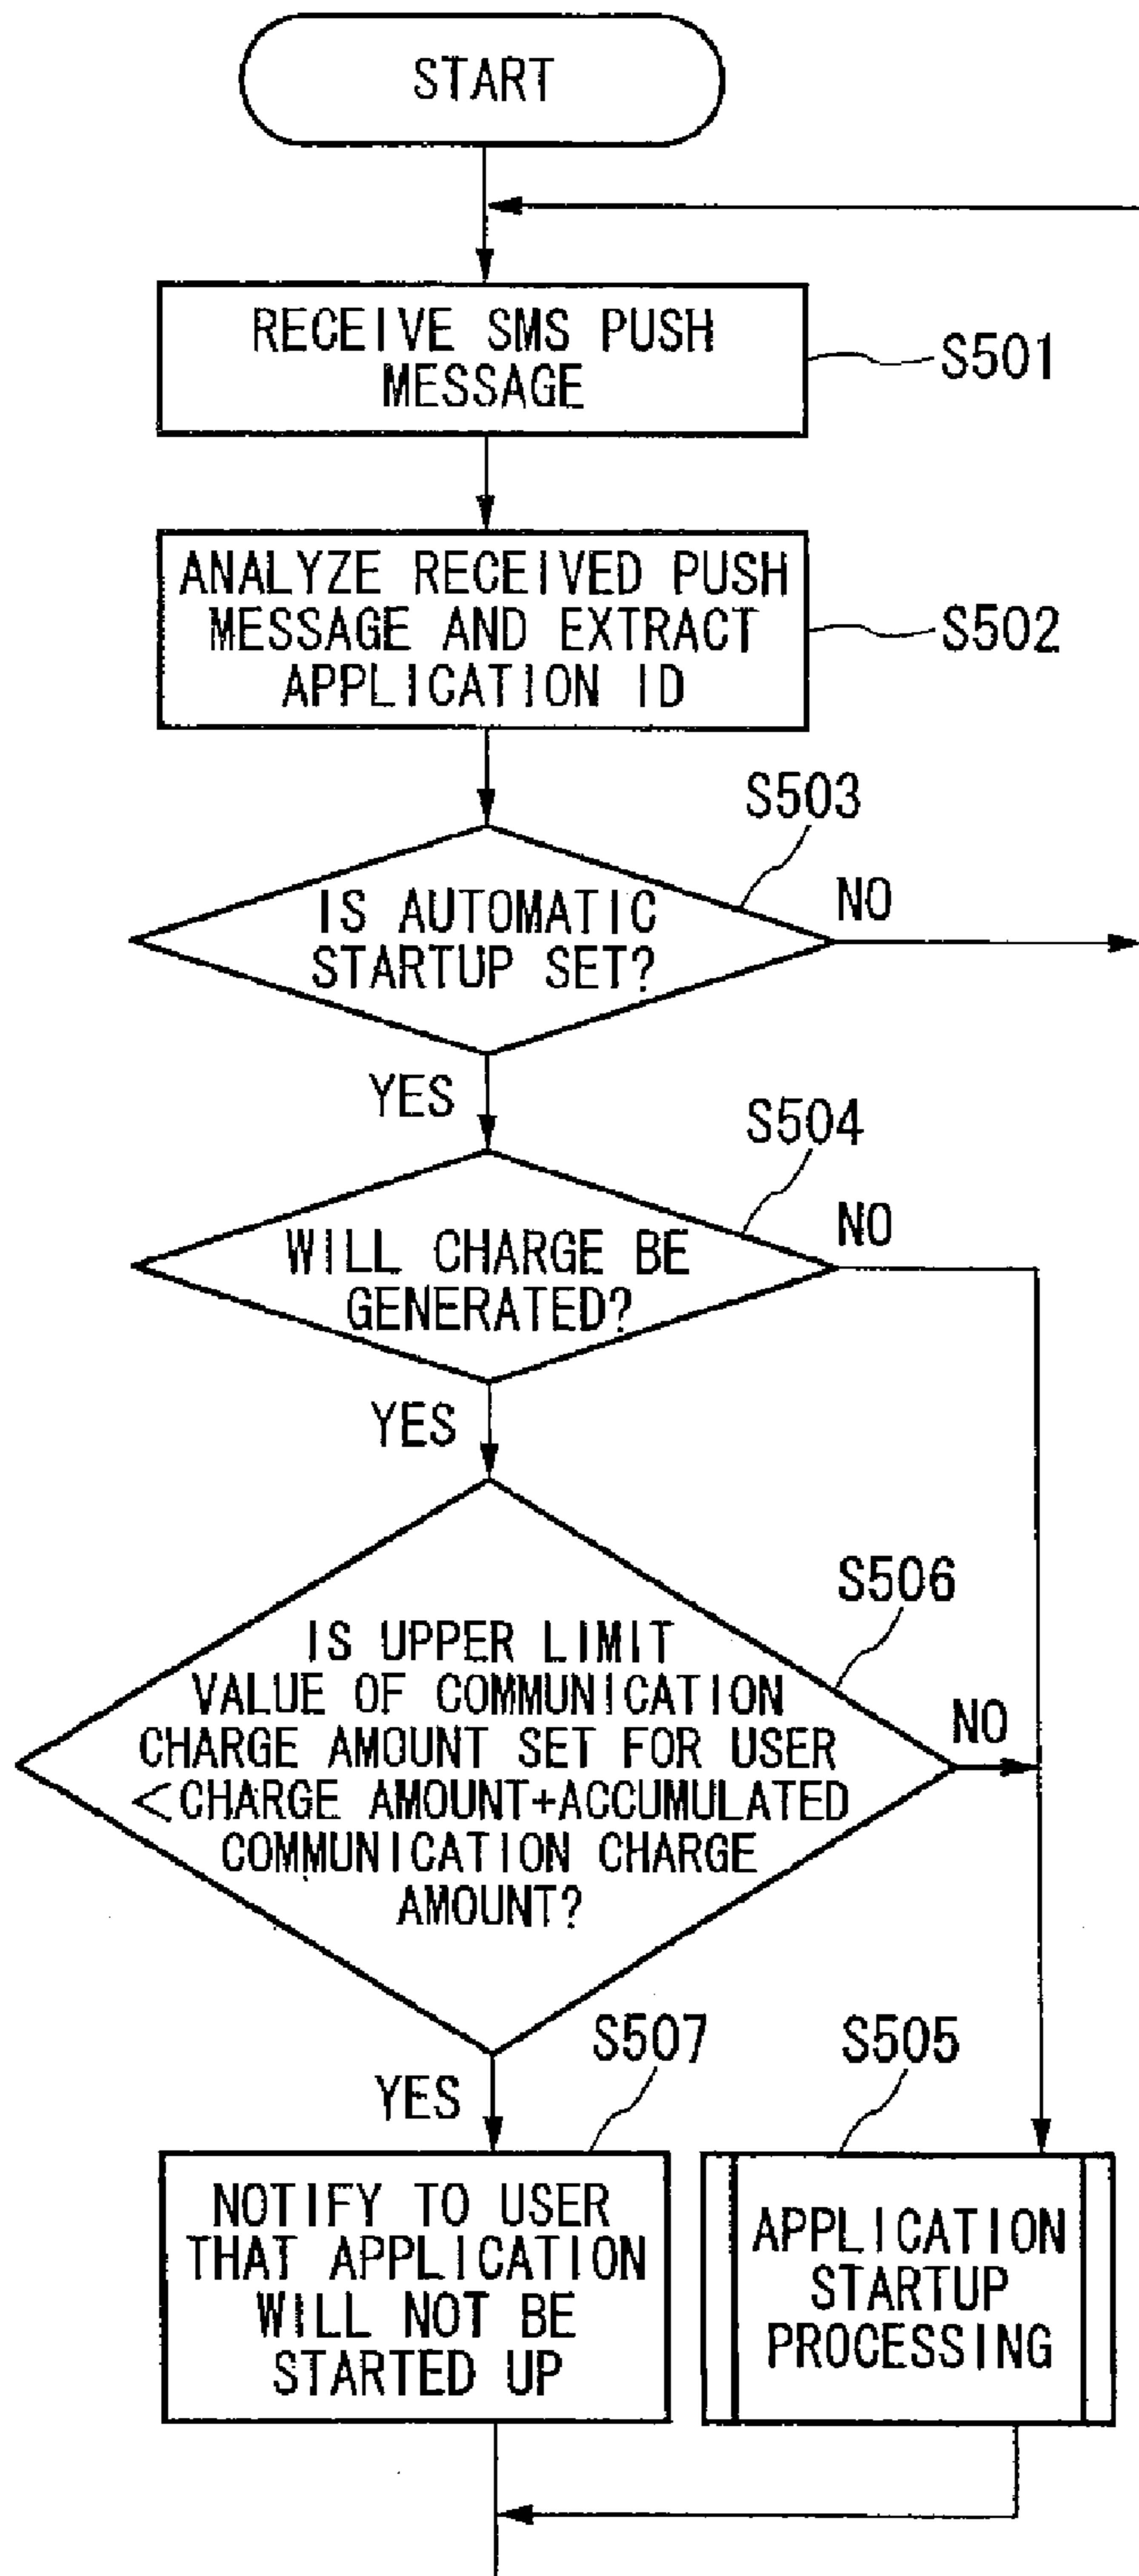 START
RECEIVE SMS PUSH
MESSAGE
S501
ANALYZE RECEIVED PUSH
MESSAGE AND EXTRACT
APPLICATION ID
S502
S503
IS AUTOMATIC
STARTUP SET?
NO
YES
S504
WILL CHARGE BE
GENERATED?
NO
YES
S506
IS UPPER LIMIT
VALUE OF COMMUNICATION
CHARGE AMOUNT SET FOR USER
<CHARGE AMOUNT+ACCUMULATED
COMMUNICATION CHARGE
AMOUNT?
NO
YES
S507
NOTIFY TO USER
THAT APPLICATION
WILL NOT BE
STARTED UP
S505
APPLICATION
STARTUP
PROCESSING